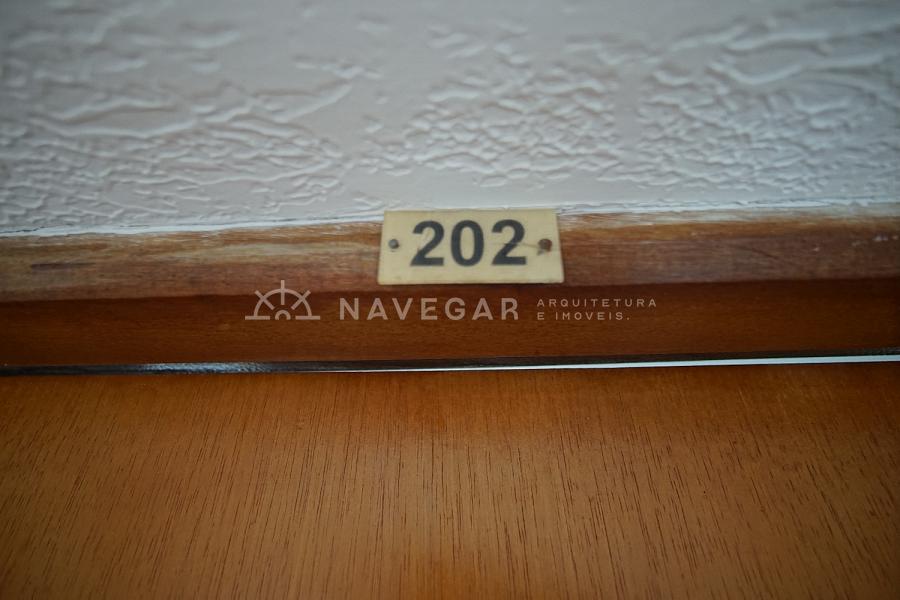 202
NAVEGAR
ARQUITETURA
E IMOVEIS.